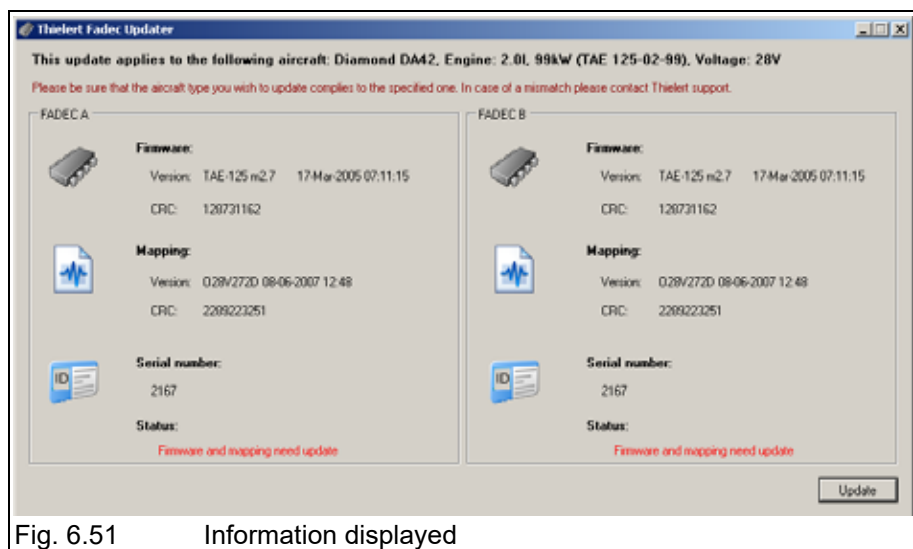 Thielert Fadec Updater
This update applies to the following aircraft: Diamond DA42, Engine: 2.0l, 99kW (TAE 125-02-99), Voltage: 28V
Please be sure that the aircraft type you wish to update complies to the specified one. In case of a mismatch please contact Thielert support.
FADEC A
Firmware:
Version: TAE-125 m2.7 17-Mar-2005 07:11:15
CRC: 128731162
Mapping:
Version: O28V272D 08-06-2007 12:48
CRC: 2289223251
ID
Serial number:
2167
Status:
Firmware and mapping need update
FADEC B
Firmware:
Version: TAE-125 m2.7 17-Mar-2005 07:11:15
CRC: 128731162
Mapping:
Version: O28V272D 08-06-2007 12:48
CRC: 2289223251
ID
Serial number:
2167
Status:
Firmware and mapping need update
Update
Fig. 6.51 Information displayed